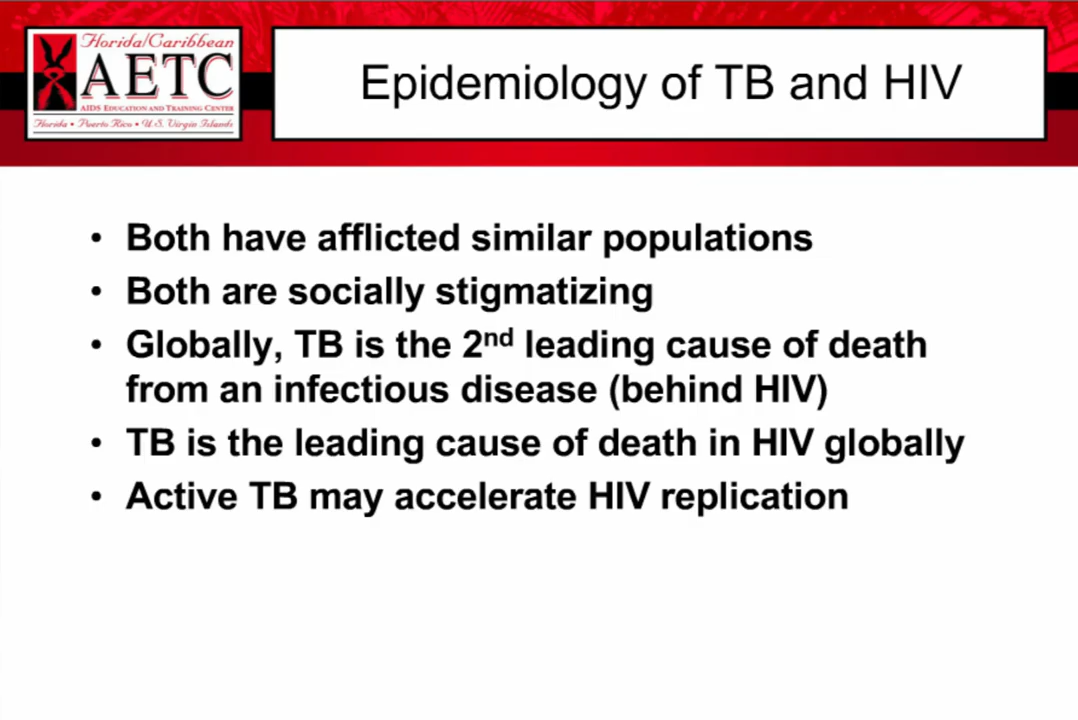 Florida/Caribbean
AETC
AIDS EDUCATION AND TRAINING CENTER
Florida • Puerto Rico • U.S. Virgin Islands
Epidemiology of TB and HIV
• Both have afflicted similar populations
• Both are socially stigmatizing
• Globally, TB is the 2nd leading cause of death
from an infectious disease (behind HIV)
• TB is the leading cause of death in HIV globally
• Active TB may accelerate HIV replication